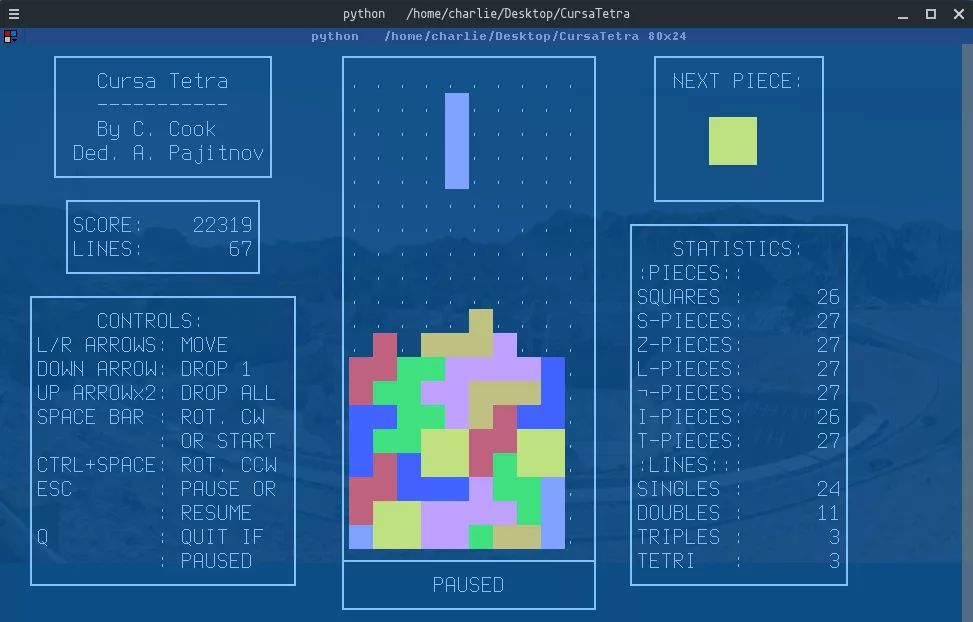 python /home/charlie/Desktop/CursaTetra
python /home/charlie/Desktop/CursaTetra 80x24
Cursa Tetra
-----------
By C. Cook
Ded. A. Pajitnov
SCORE: 22319
LINES: 67
CONTROLS:
L/R ARROWS: MOVE
DOWN ARROW: DROP 1
UP ARROWx2: DROP ALL
SPACE BAR : ROT. CW
: OR START
CTRL+SPACE: ROT. CCW
ESC : PAUSE OR
: RESUME
Q : QUIT IF
: PAUSED
PAUSED
NEXT PIECE:
STATISTICS:
:PIECES::
SQUARES : 26
S-PIECES: 27
Z-PIECES: 27
L-PIECES: 27
¬-PIECES: 27
I-PIECES: 26
T-PIECES: 27
:LINES:::
SINGLES : 24
DOUBLES : 11
TRIPLES : 3
TETRI : 3